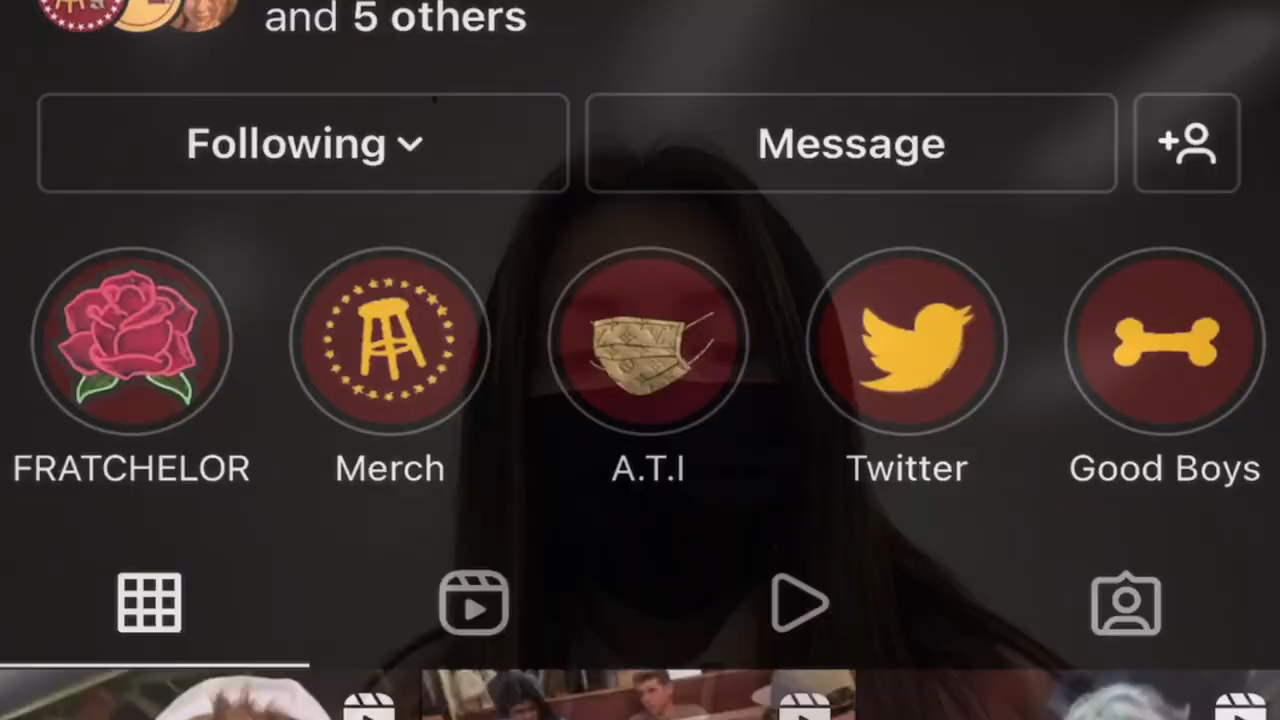 and 5 others
Following
Message
FRATCHELOR
Merch
A.T.I
Twitter
Good Boys